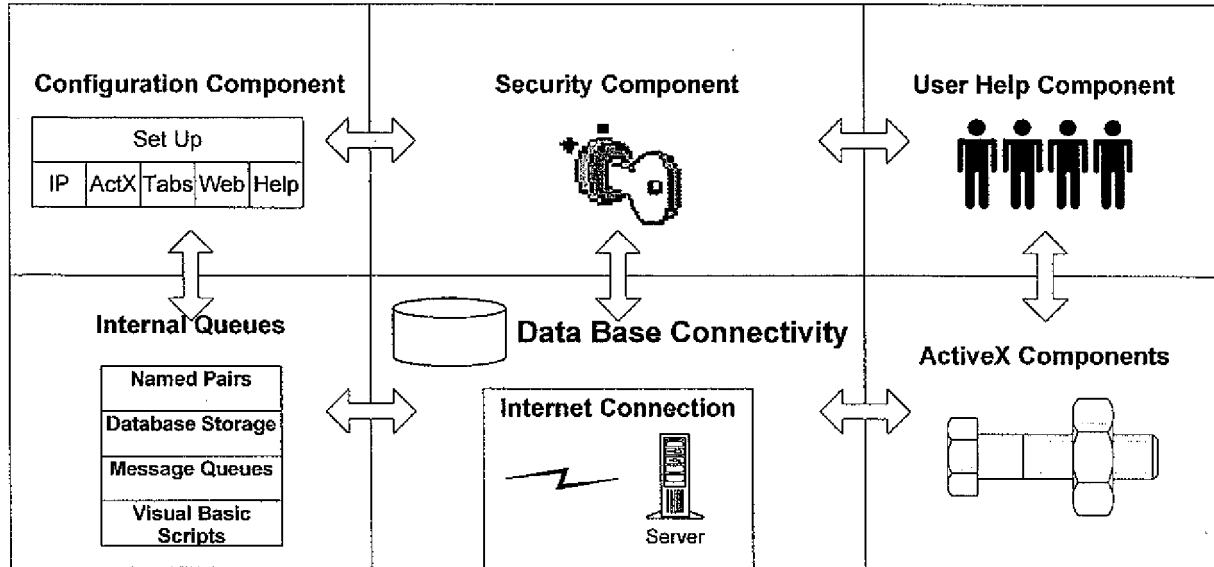 Configuration Component
Set Up
IP ActX Tabs Web Help
Security Component
User Help Component
Internal Queues
Named Pairs
Database Storage
Message Queues
Visual Basic
Scripts
Data Base Connectivity
Internet Connection
Server
ActiveX Components